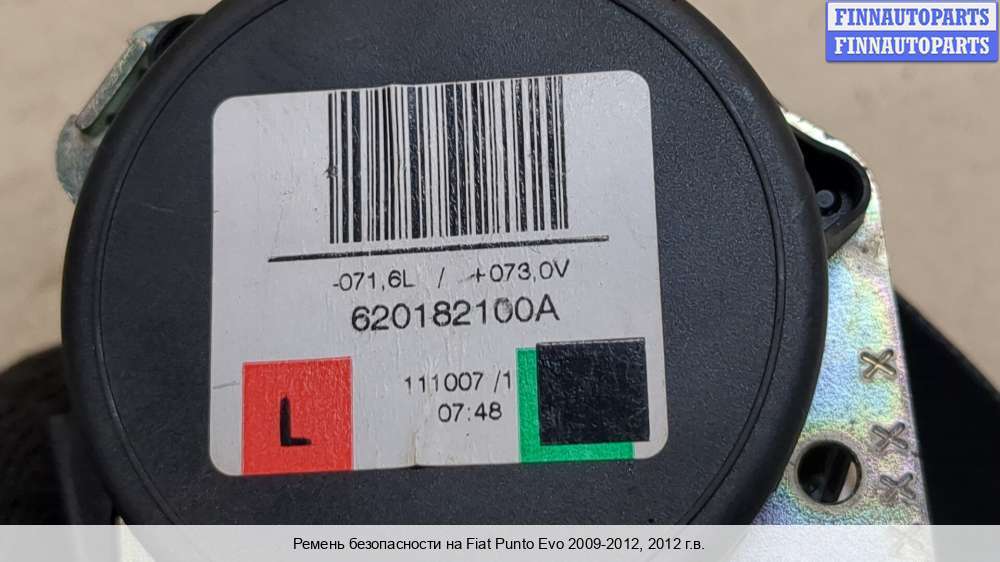 FINNAUTOPARTS
FINNAUTOPARTS
-071,6L / +073,0V
620182100A
111007 /1
07:48
L
Ремень безопасности на Fiat Punto Evo 2009-2012, 2012 г.в.